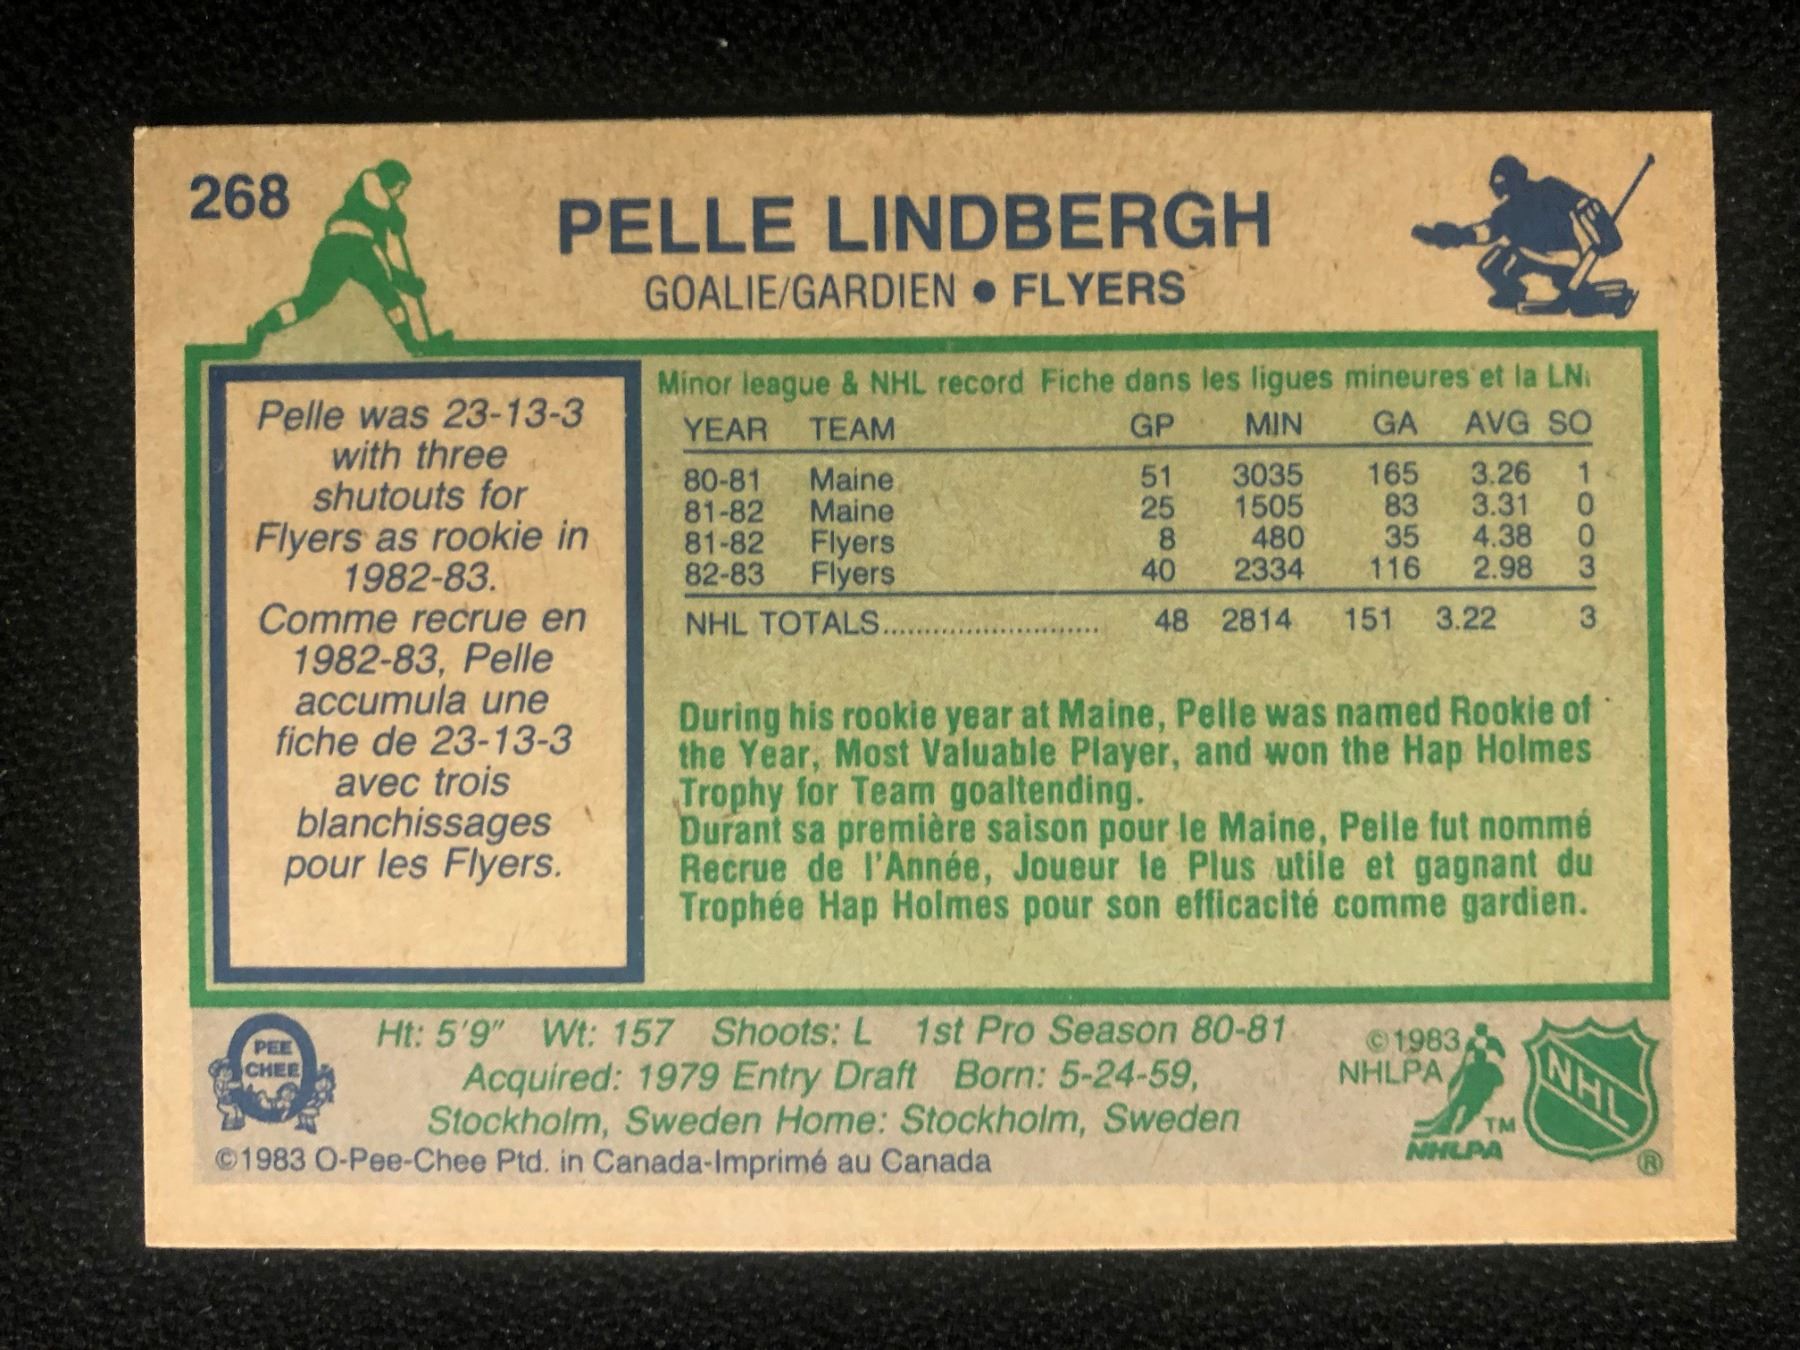 268
PELLE LINDBERGH
GOALIE/GARDIEN • FLYERS
Pelle was 23-13-3
with three
shutouts for
Flyers as rookie in
1982-83.
Comme recrue en
1982-83, Pelle
accumula une
fiche de 23-13-3
avec trois
blanchissages
pour les Flyers.
Minor league & NHL record Fiche dans les ligues mineures et la LN
YEAR TEAM GP MIN GA AVG SO
80-81 Maine 51 3035 165 3.26 1
81-82 Maine 25 1505 83 3.31 0
81-82 Flyers 8 480 35 4.38 0
82-83 Flyers 40 2334 116 2.98 3
NHL TOTALS........................... 48 2814 151 3.22 3
During his rookie year at Maine, Pelle was named Rookie of
the Year, Most Valuable Player, and won the Hap Holmes
Trophy for Team goaltending.
Durant sa première saison pour le Maine, Pelle fut nommé
Recrue de l'Année, Joueur le Plus utile et gagnant du
Trophée Hap Holmes pour son efficacité comme gardien.
PEE
CHEE
Ht: 5'9" Wt: 157 Shoots: L 1st Pro Season 80-81
Acquired: 1979 Entry Draft Born: 5-24-59,
Stockholm, Sweden Home: Stockholm, Sweden
©1983 O-Pee-Chee Ptd. in Canada-Imprimé au Canada
©1983
NHLPA
TM
NHLPA
NHL
®